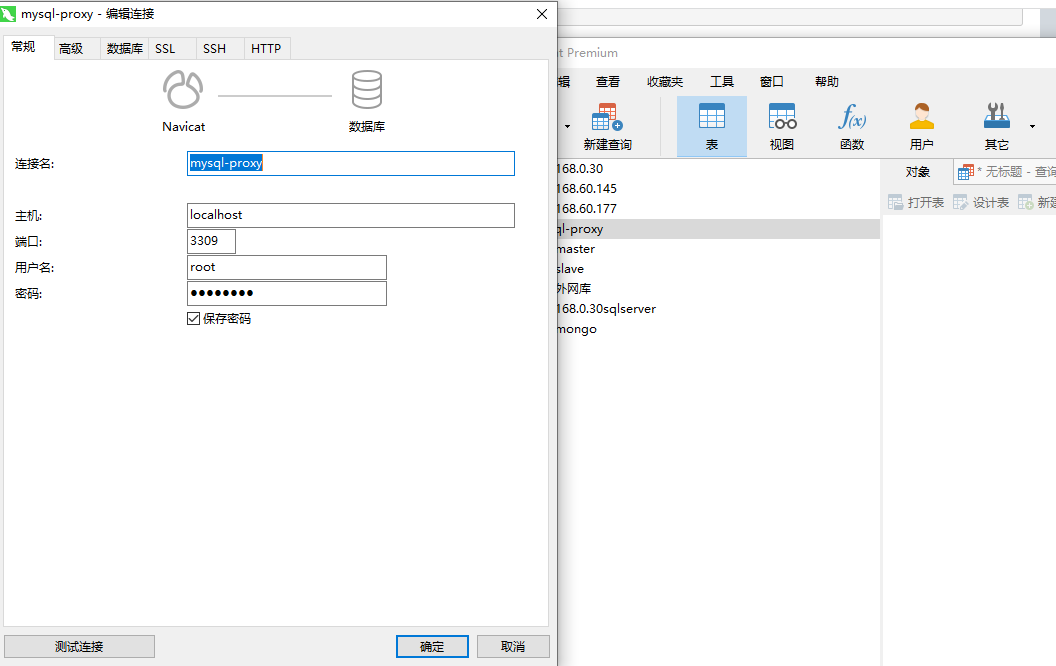 mysql-proxy - 编辑连接
常规
高级
数据库
SSL
SSH
HTTP
Navicat
数据库
连接名:
mysql-proxy
主机:
localhost
端口:
3309
用户名:
root
密码:
●●●●●●●●
保存密码
测试连接
确定
取消
t Premium
辑
查看
收藏夹
工具
窗口
帮助
新建查询
表
视图
f(x)
函数
用户
其它
168.0.30
168.60.145
168.60.177
ql-proxy
master
slave
外网库
168.0.30sqlserver
mongo
对象
* 无标题 - 查询
打开表
设计表
新建